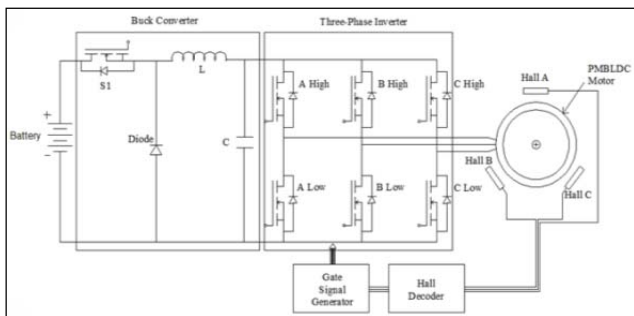 Buck Converter
Three-Phase Inverter
S1
L
Battery
+
−
Diode
C
A High
B High
C High
A Low
B Low
C Low
Hall A
PMBLDC
Motor
Hall B
Hall C
Gate
Signal
Generator
Hall
Decoder